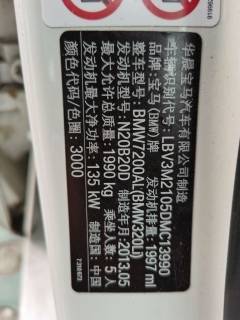 华晨宝马汽车有限公司制造
车辆识别代号: LBV3M2105DMC13990
品牌: 宝马(BMW)牌 发动机排量: 1997 ml
整车型号: BMW7200AL(BMW320Li)
发动机型号: N20B20D 制造年月: 2013.05
最大允许总质量: 1990 kg 乘坐人数: 5人
发动机最大净功率: 135 kW 制造国: 中国
颜色代号/色圈: 3000